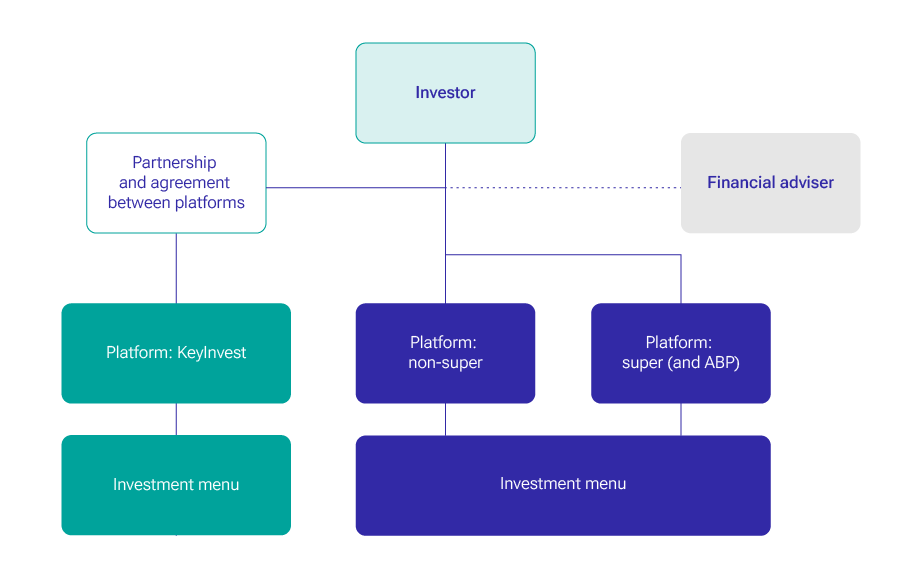 Investor
Partnership
and agreement
between platforms
Financial adviser
Platform: KeyInvest
Platform:
non-super
Platform:
super (and ABP)
Investment menu
Investment menu